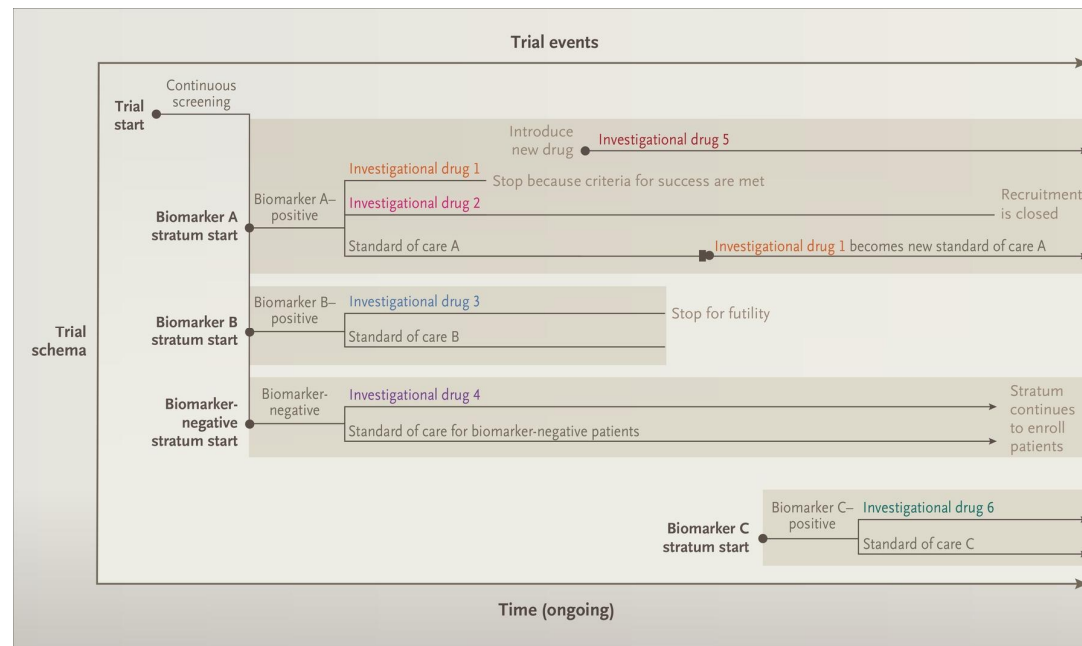 Trial events
Continuous
screening
Trial
start
Introduce
new drug
Investigational drug 5
Investigational drug 1
Stop because criteria for success are met
Biomarker A–
positive
Investigational drug 2
Recruitment
is closed
Biomarker A
stratum start
Standard of care A
Investigational drug 1 becomes new standard of care A
Biomarker B–
positive
Investigational drug 3
Stop for futility
Biomarker B
stratum start
Standard of care B
Trial
schema
Biomarker-
negative
Investigational drug 4
Stratum
continues
to enroll
patients
Biomarker-
negative
stratum start
Standard of care for biomarker-negative patients
Biomarker C–
positive
Investigational drug 6
Biomarker C
stratum start
Standard of care C
Time (ongoing)